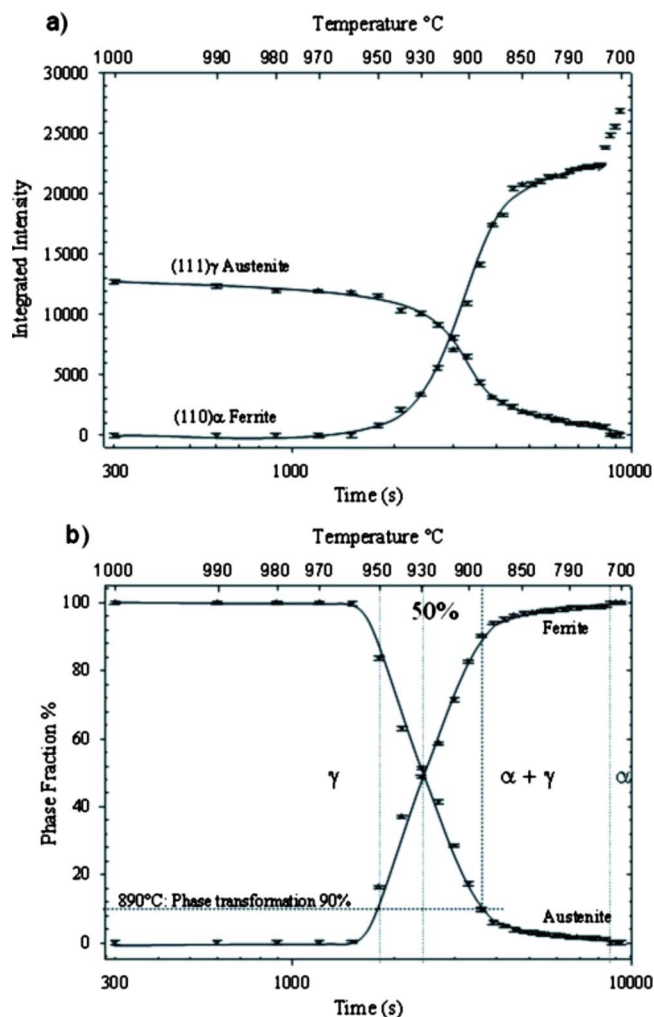 a)
Temperature °C
1000 990 980 970 950 930 900 850 790 700
30000
25000
20000
15000
10000
5000
0
Integrated Intensity
(111)γ Austenite
(110)α Ferrite
300 1000 10000
Time (s)
b)
Temperature °C
1000 990 980 970 950 930 900 850 790 700
100
80
60
40
20
0
Phase Fraction %
50%
Ferrite
γ
α + γ
α
890°C: Phase transformation 90%
Austenite
300 1000 10000
Time (s)